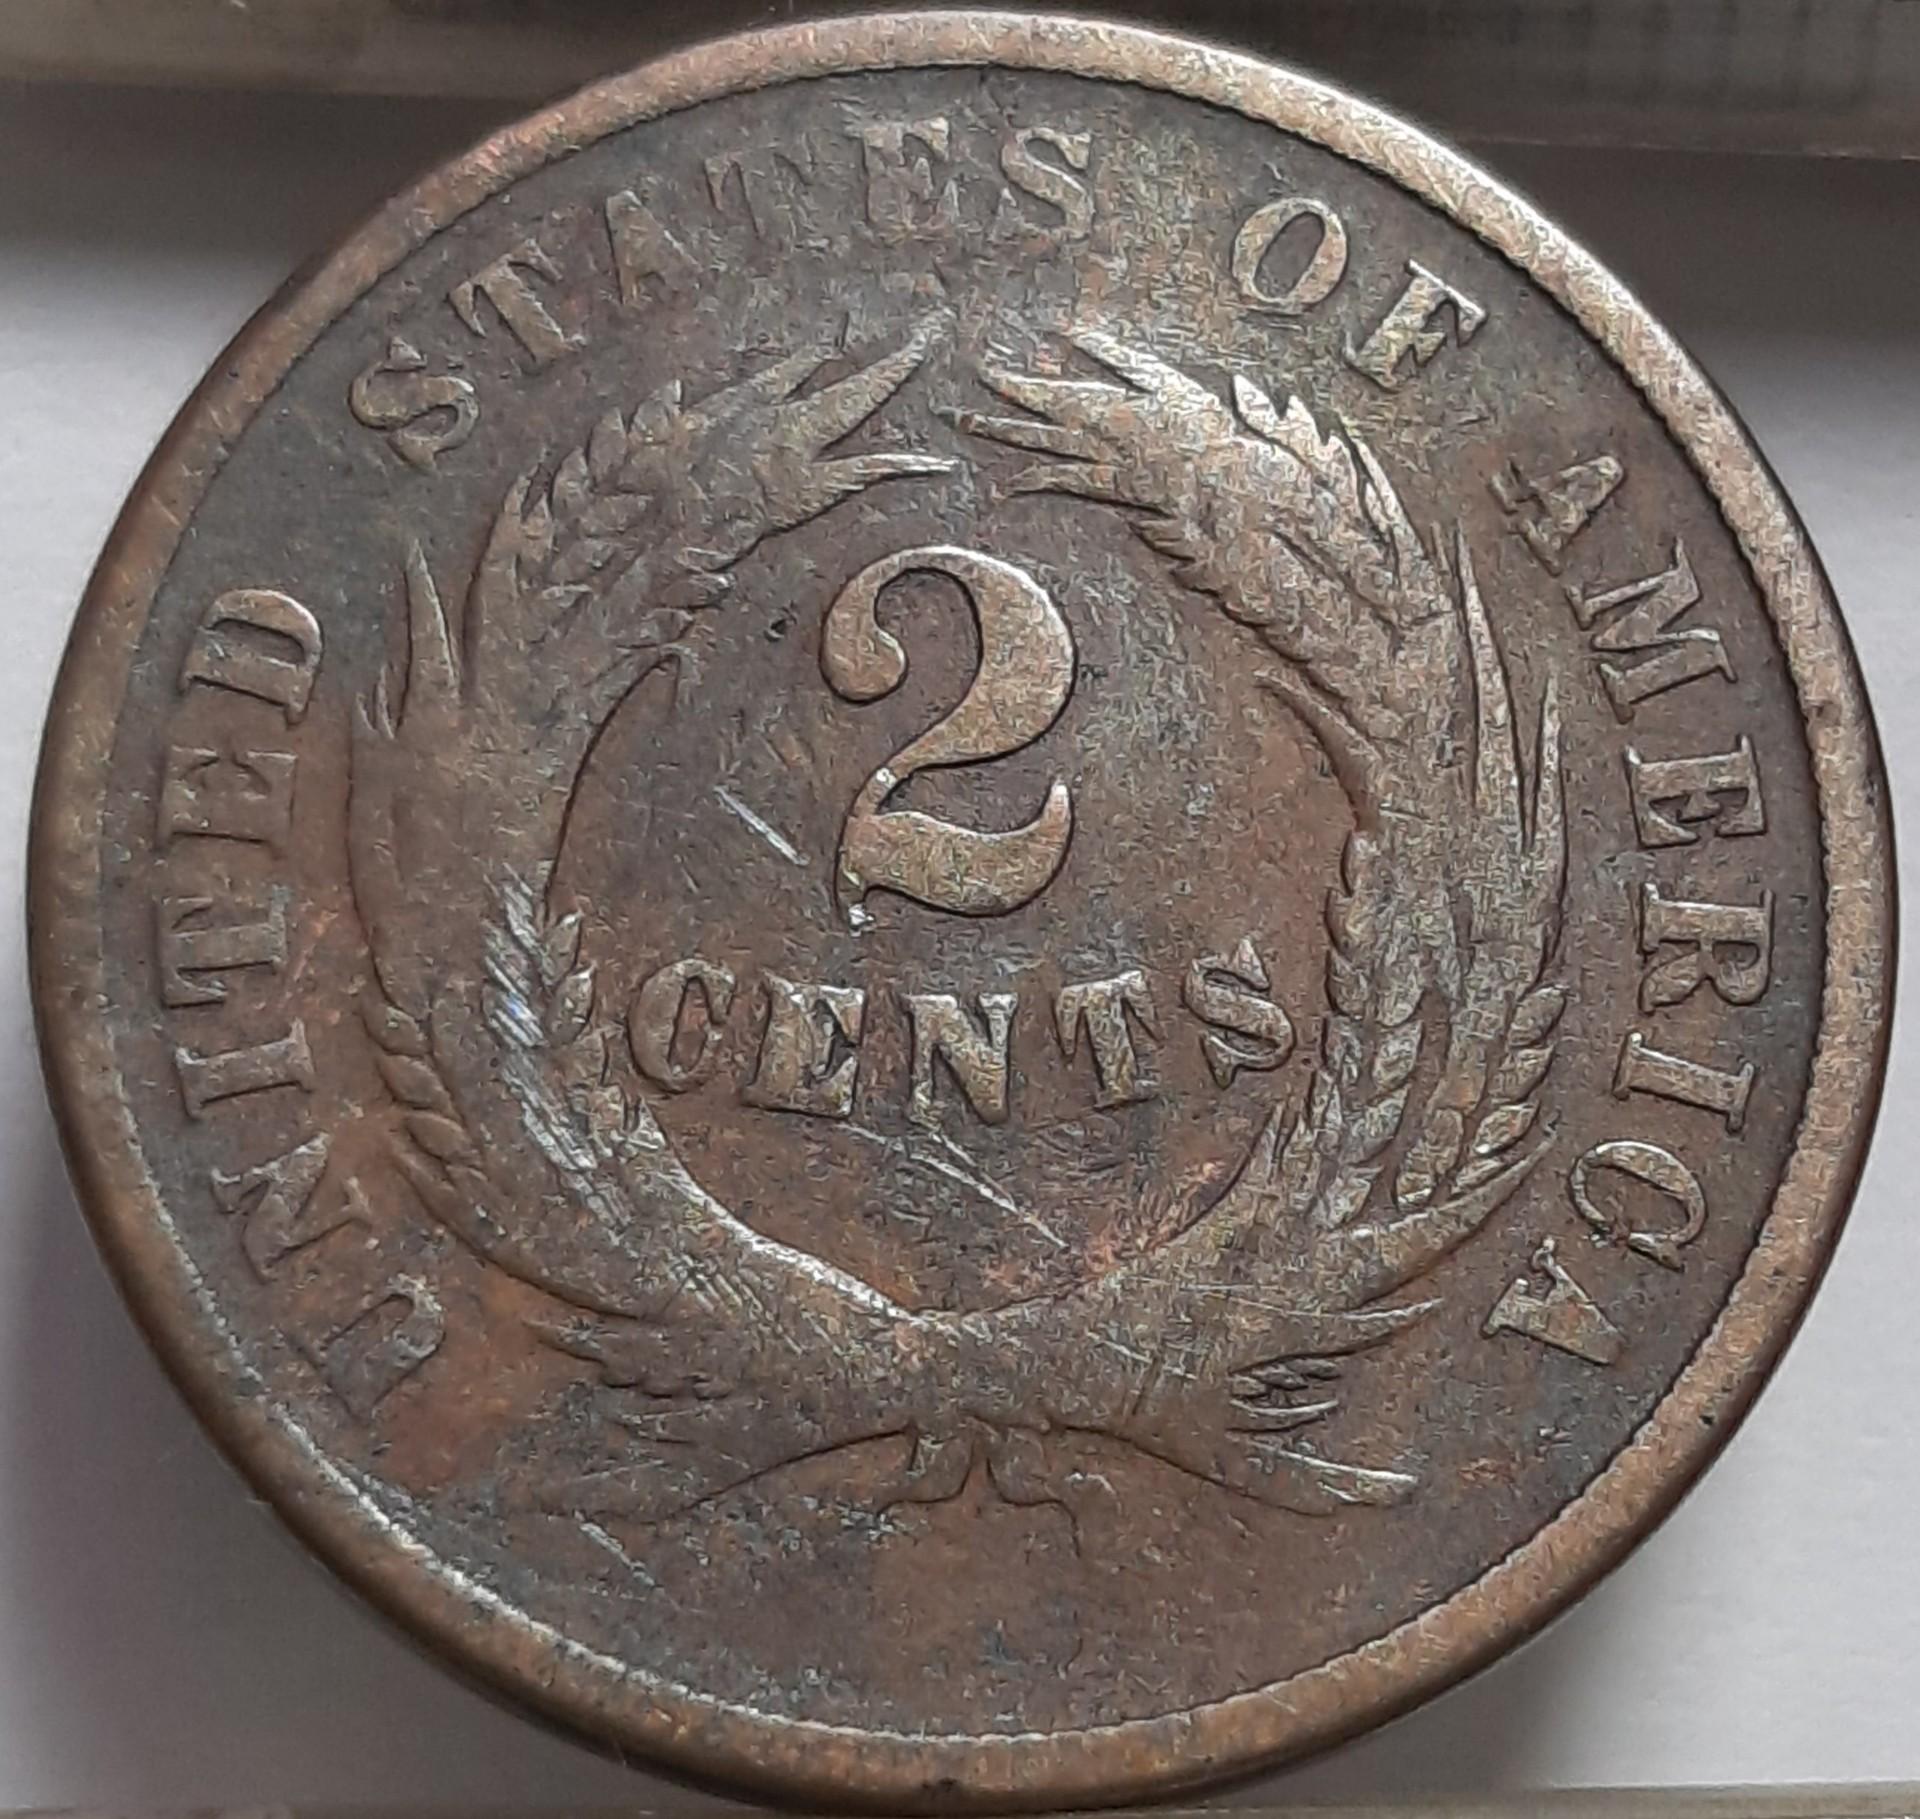 UNITED STATES OF AMERICA
2
CENTS